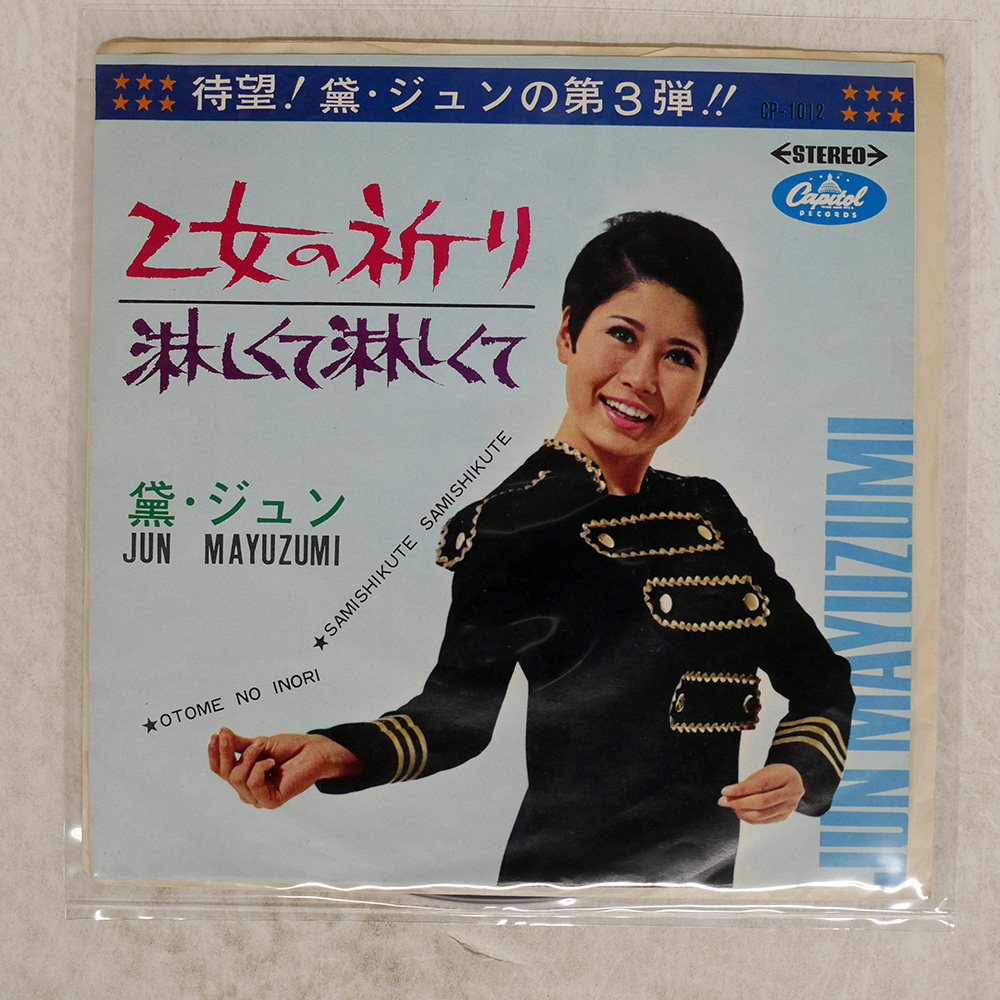 待望! 黛・ジュンの第3弾!!
CP-1012
STEREO
Capitol
RECORDS
乙女の祈り
淋しくて淋しくて
黛・ジュン
JUN MAYUZUMI
★SAMISHIKUTE SAMISHIKUTE
★OTOME NO INORI
JUN MAYUZUMI